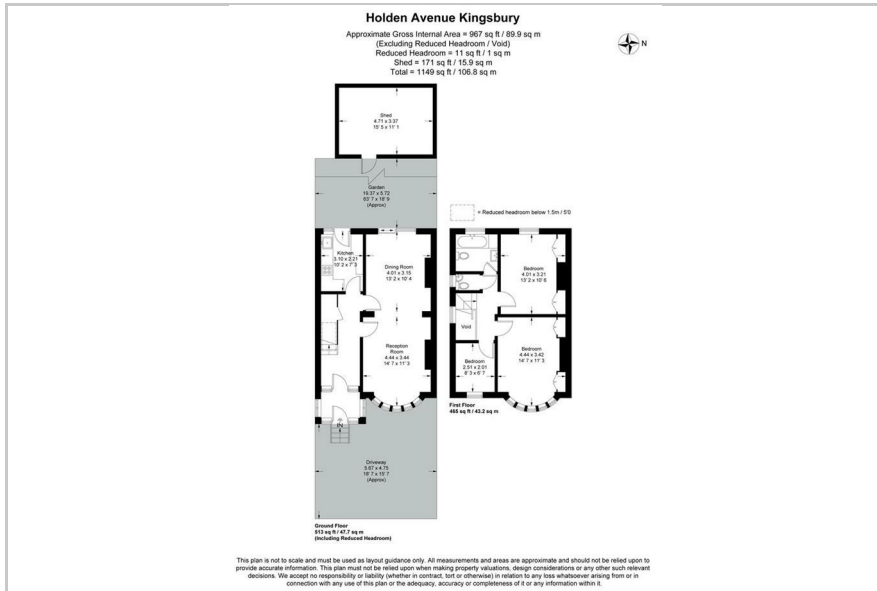 Holden Avenue Kingsbury
Approximate Gross Internal Area = 967 sq ft / 89.9 sq m
(Excluding Reduced Headroom / Void)
Reduced Headroom = 11 sq ft / 1 sq m
Shed = 171 sq ft / 15.9 sq m
Total = 1149 sq ft / 106.8 sq m
N
Shed
4.71 x 3.37
15' 5 x 11' 1
Garden
19.37 x 5.72
63' 7 x 18' 9
(Approx)
= Reduced headroom below 1.5m / 5'0
Kitchen
3.10 x 2.21
10' 2 x 7' 3
Dining Room
4.01 x 3.15
13' 2 x 10' 4
Reception
Room
4.44 x 3.44
14' 7 x 11' 3
IN
Driveway
5.67 x 4.75
18' 7 x 15' 7
(Approx)
Ground Floor
513 sq ft / 47.7 sq m
(Including Reduced Headroom)
Bedroom
4.01 x 3.21
13' 2 x 10' 6
Void
Bedroom
2.51 x 2.01
8' 3 x 6' 7
Bedroom
4.44 x 3.42
14' 7 x 11' 3
First Floor
465 sq ft / 43.2 sq m
This plan is not to scale and must be used as layout guidance only. All measurements and areas are approximate and should not be relied upon to
provide accurate information. This plan must not be relied upon when making property valuations, design considerations or any other such relevant
decisions. We accept no responsibility or liability (whether in contract, tort or otherwise) in relation to any loss whatsoever arising from or in
connection with any use of this plan or the adequacy, accuracy or completeness of it or any information within it.